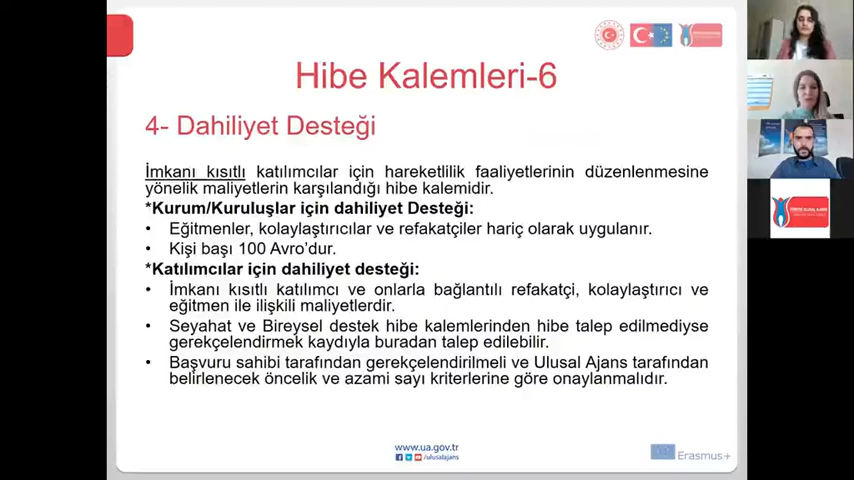 Hibe Kalemleri-6
4- Dahiliyet Desteği
İmkanı kısıtlı katılımcılar için hareketlilik faaliyetlerinin düzenlenmesine
yönelik maliyetlerin karşılandığı hibe kalemidir.
*Kurum/Kuruluşlar için dahiliyet Desteği:
• Eğitmenler, kolaylaştırıcılar ve refakatçiler hariç olarak uygulanır.
• Kişi başı 100 Avro'dur.
*Katılımcılar için dahiliyet desteği:
• İmkanı kısıtlı katılımcı ve onlarla bağlantılı refakatçi, kolaylaştırıcı ve
eğitmen ile ilişkili maliyetlerdir.
• Seyahat ve Bireysel destek hibe kalemlerinden hibe talep edilmediyse
gerekçelendirmek kaydıyla buradan talep edilebilir.
• Başvuru sahibi tarafından gerekçelendirilmeli ve Ulusal Ajans tarafından
belirlenecek öncelik ve azami sayı kriterlerine göre onaylanmalıdır.
www.ua.gov.tr
/ulusalajans
Erasmus+